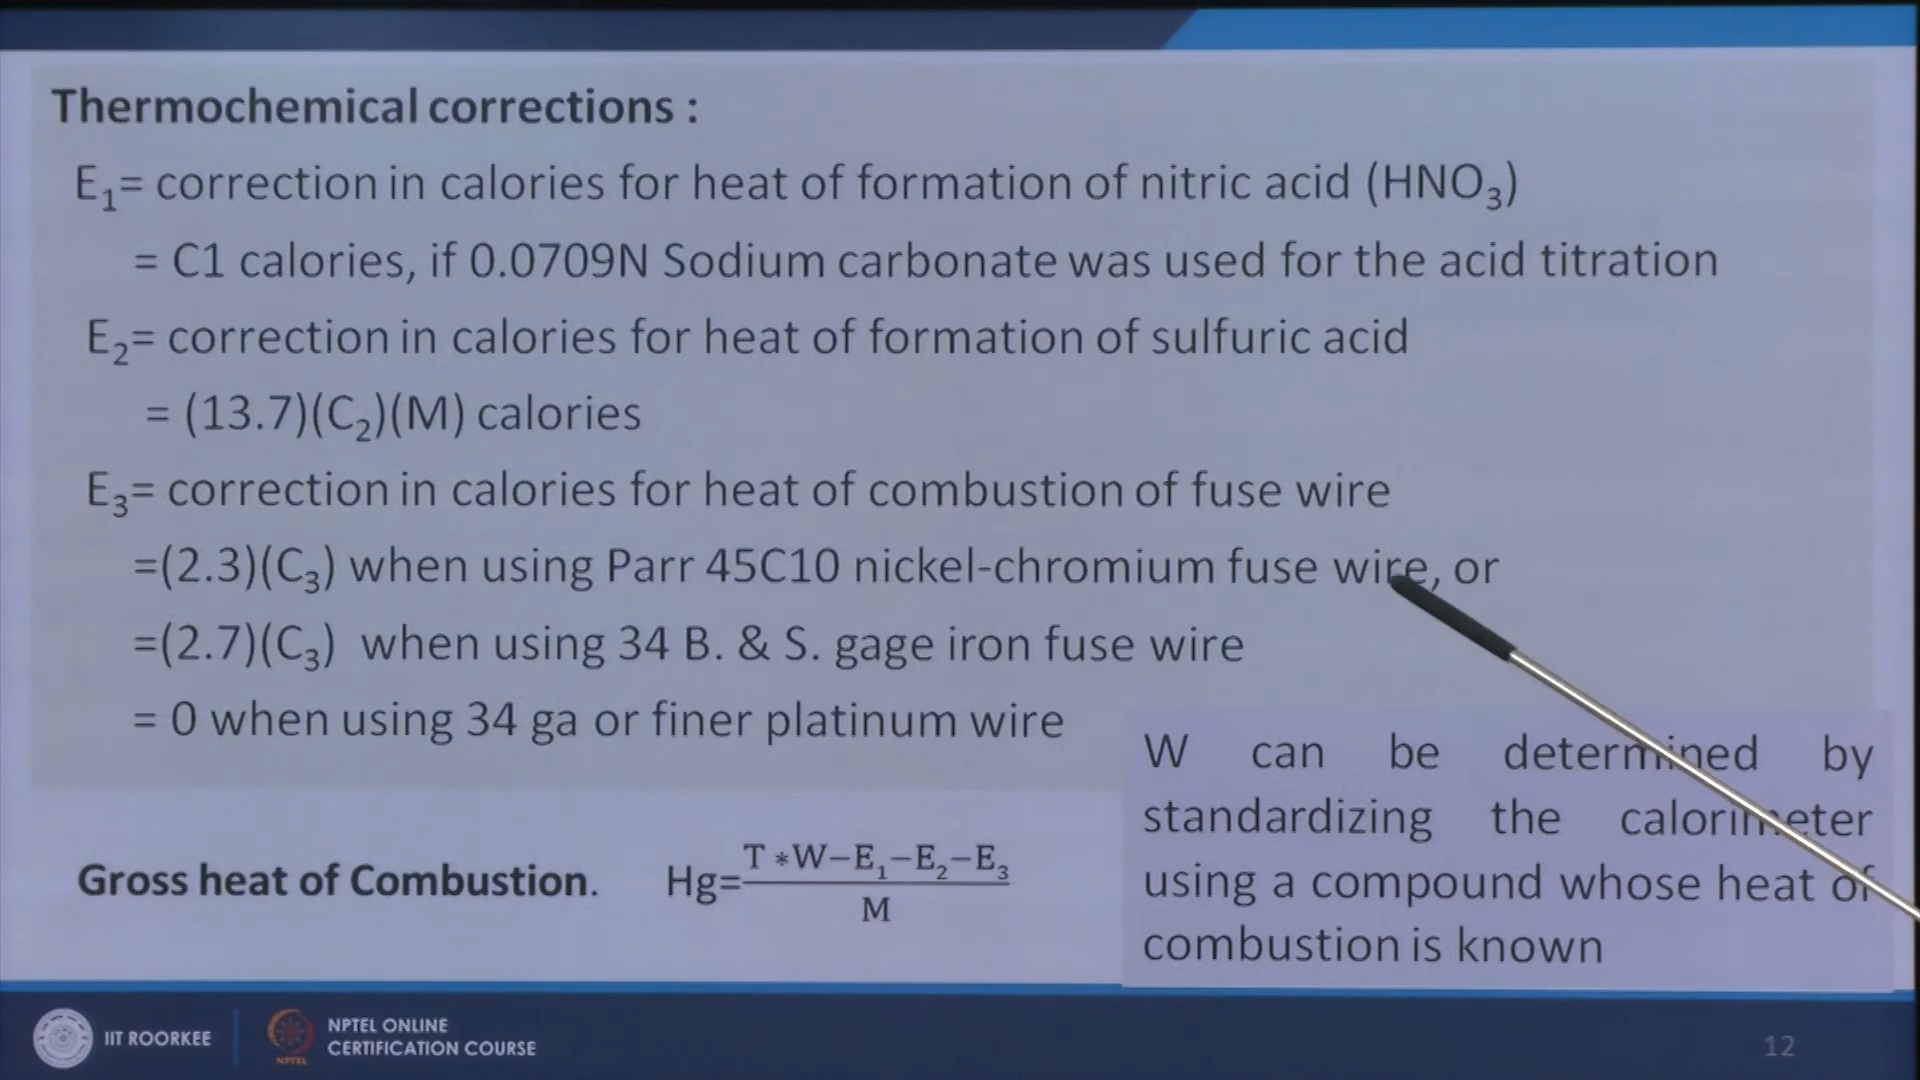 Thermochemical corrections :
E₁= correction in calories for heat of formation of nitric acid (HNO₃)
= C1 calories, if 0.0709N Sodium carbonate was used for the acid titration
E₂= correction in calories for heat of formation of sulfuric acid
= (13.7)(C₂)(M) calories
E₃= correction in calories for heat of combustion of fuse wire
=(2.3)(C₃) when using Parr 45C10 nickel-chromium fuse wire, or
=(2.7)(C₃) when using 34 B. & S. gage iron fuse wire
= 0 when using 34 ga or finer platinum wire
Gross heat of Combustion. Hg=(T*W−E₁−E₂−E₃)/M
W can be determined by
standardizing the calorimeter
using a compound whose heat of
combustion is known
IIT ROORKEE
NPTEL
NPTEL ONLINE
CERTIFICATION COURSE
12